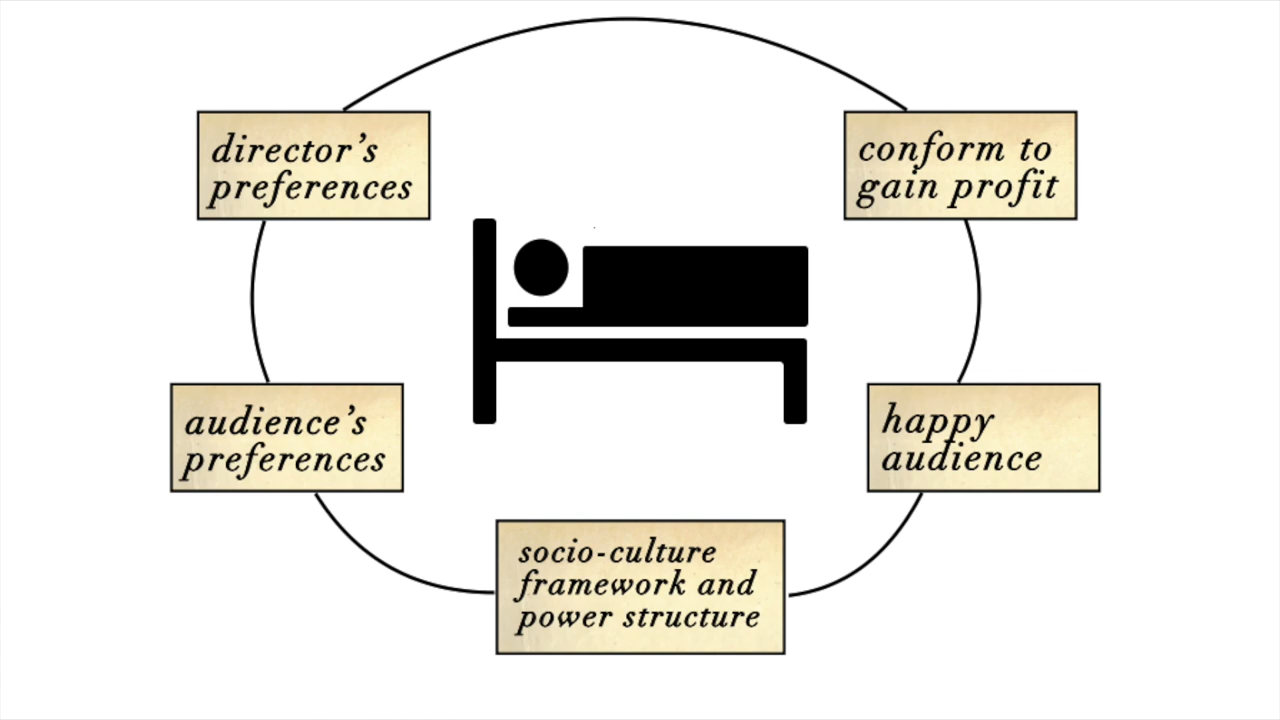 director's
preferences
conform to
gain profit
audience's
preferences
happy
audience
socio-culture
framework and
power structure